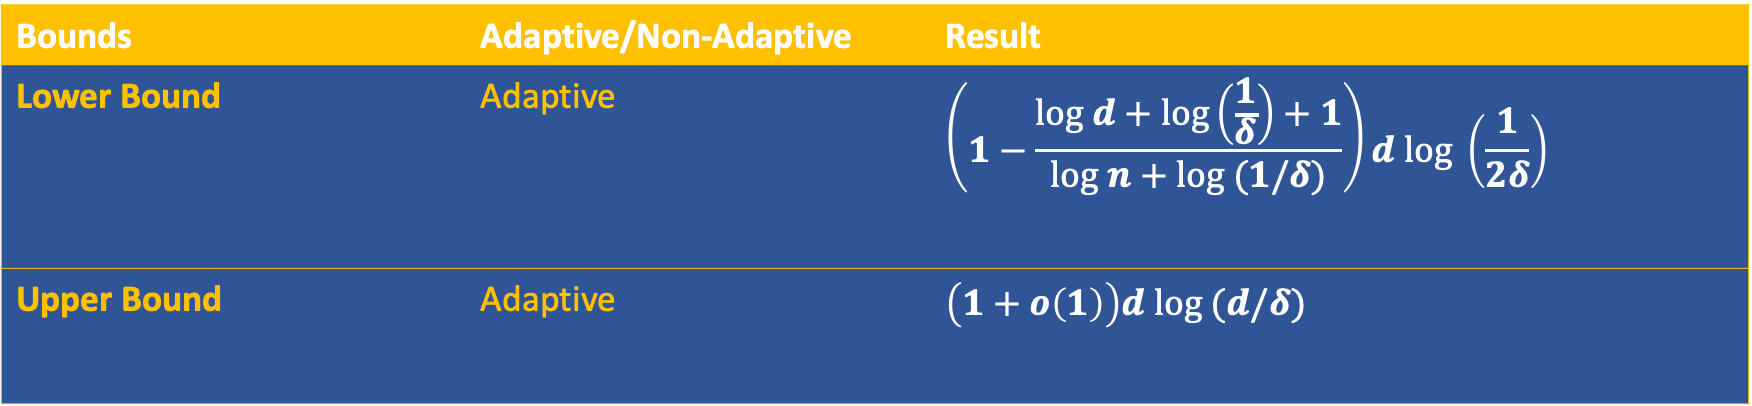 Bounds Adaptive/Non-Adaptive Result
Lower Bound Adaptive (1 − (log d + log (1/δ) + 1)/(log n + log (1/δ))) d log (1/2δ)
Upper Bound Adaptive (1 + o(1))d log (d/δ)